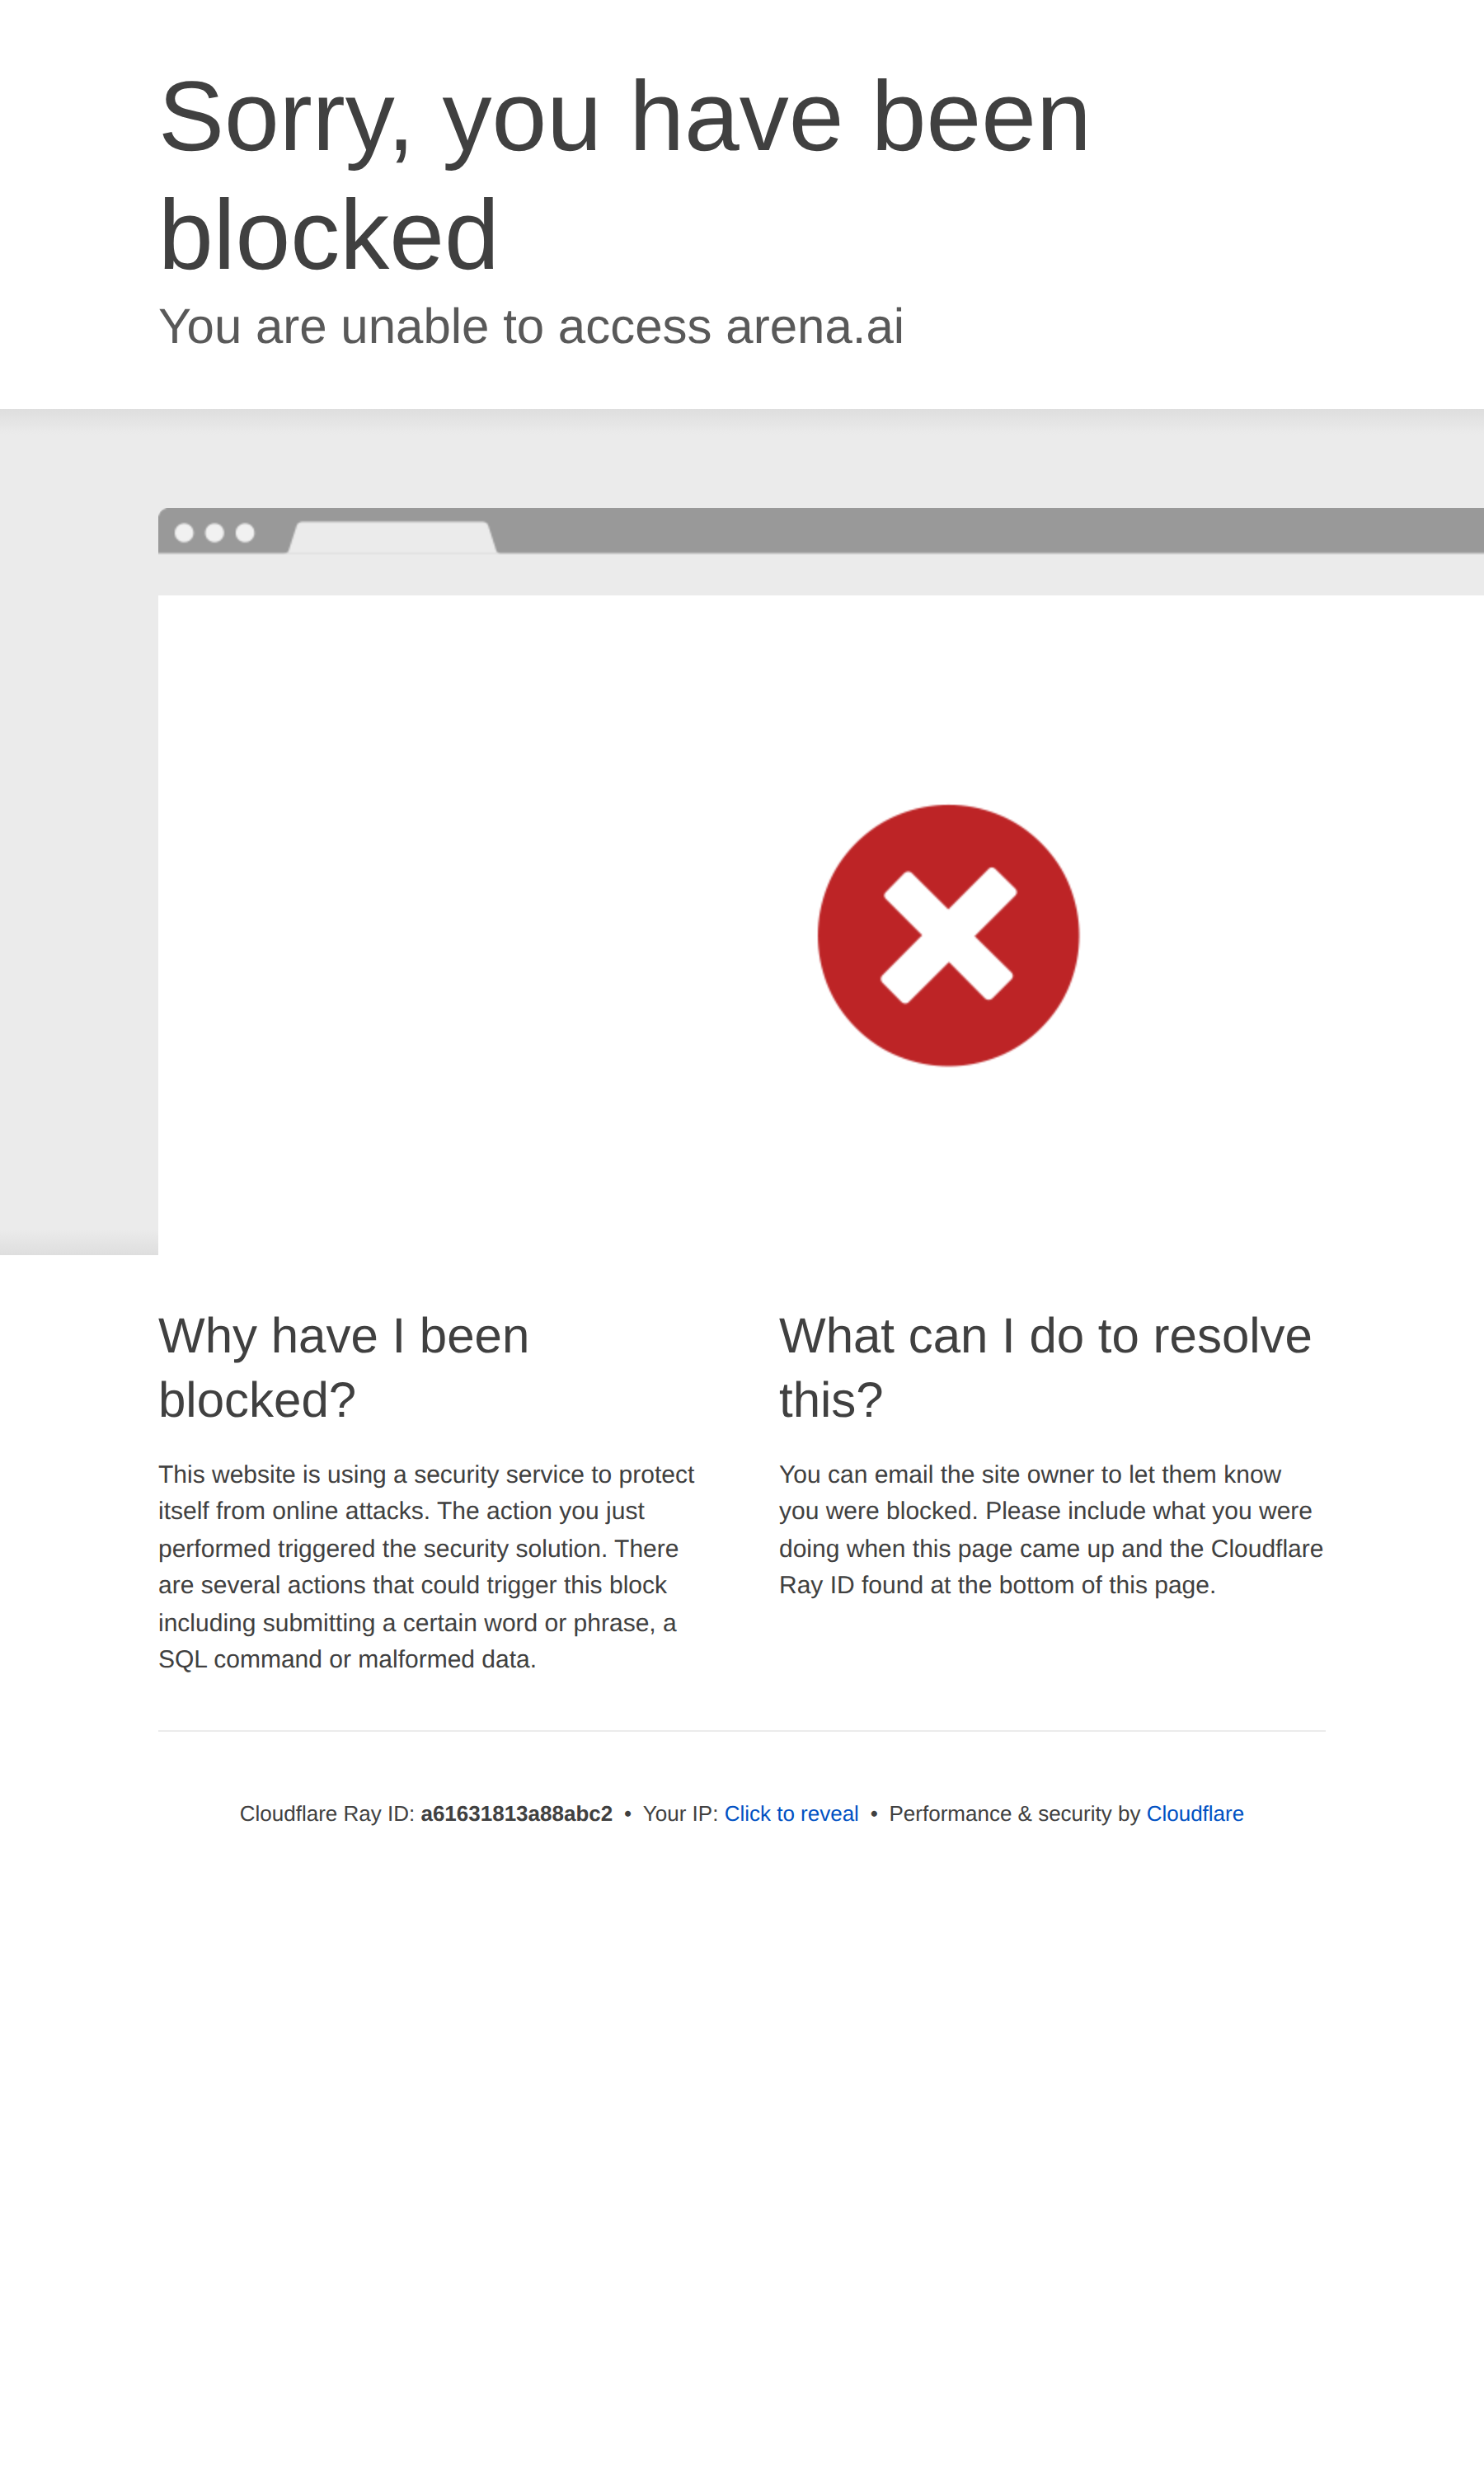 Sorry, you have been
blocked
You are unable to access arena.ai
Why have I been
blocked?
This website is using a security service to protect
itself from online attacks. The action you just
performed triggered the security solution. There
are several actions that could trigger this block
including submitting a certain word or phrase, a
SQL command or malformed data.
What can I do to resolve
this?
You can email the site owner to let them know
you were blocked. Please include what you were
doing when this page came up and the Cloudflare
Ray ID found at the bottom of this page.
Cloudflare Ray ID: a61631813a88abc2 • Your IP: Click to reveal • Performance & security by Cloudflare